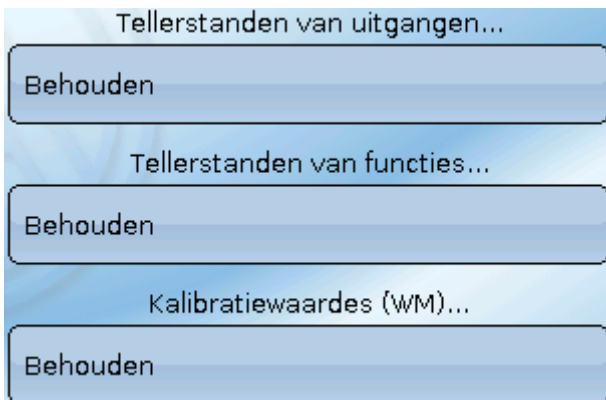 Tellerstanden van uitgangen...
Behouden
Tellerstanden van functies...
Behouden
Kalibratiewaardes (WM)...
Behouden